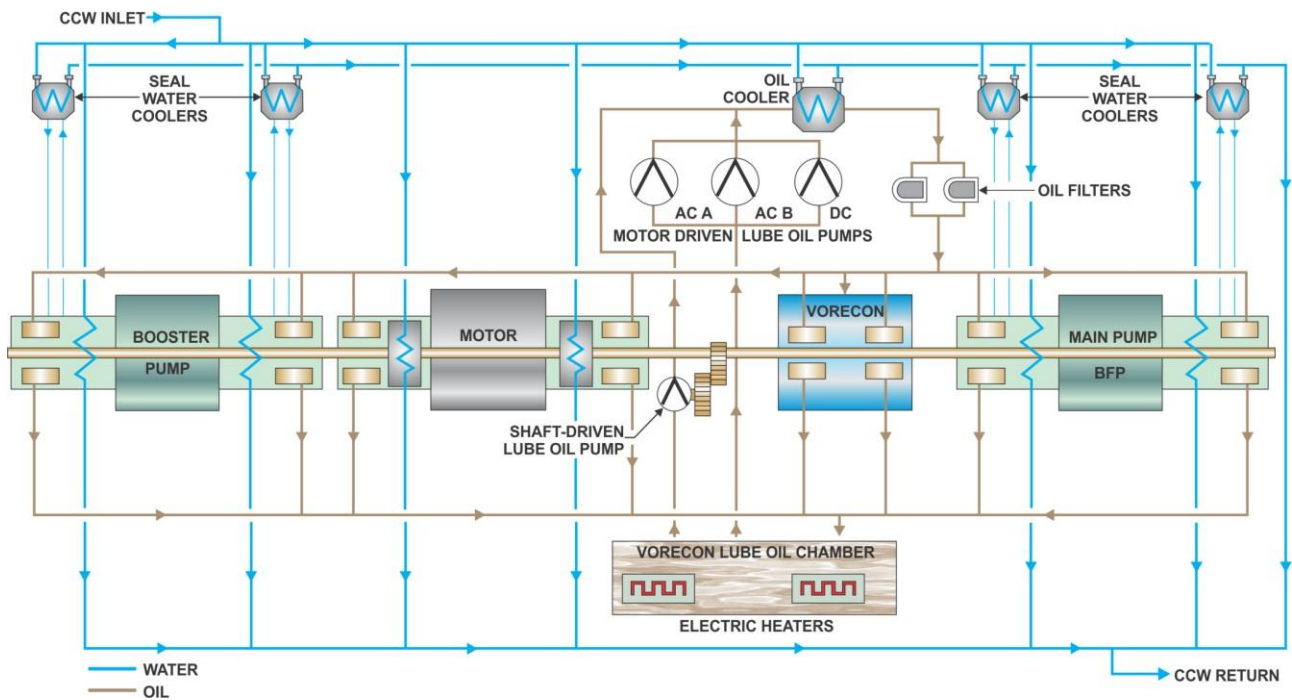 CCW INLET
SEAL
WATER
COOLERS
OIL
COOLER
SEAL
WATER
COOLERS
OIL FILTERS
AC A
AC B
DC
MOTOR DRIVEN
LUBE OIL PUMPS
BOOSTER
PUMP
MOTOR
VORECON
MAIN PUMP
BFP
SHAFT-DRIVEN
LUBE OIL PUMP
VORECON LUBE OIL CHAMBER
ELECTRIC HEATERS
WATER
OIL
CCW RETURN